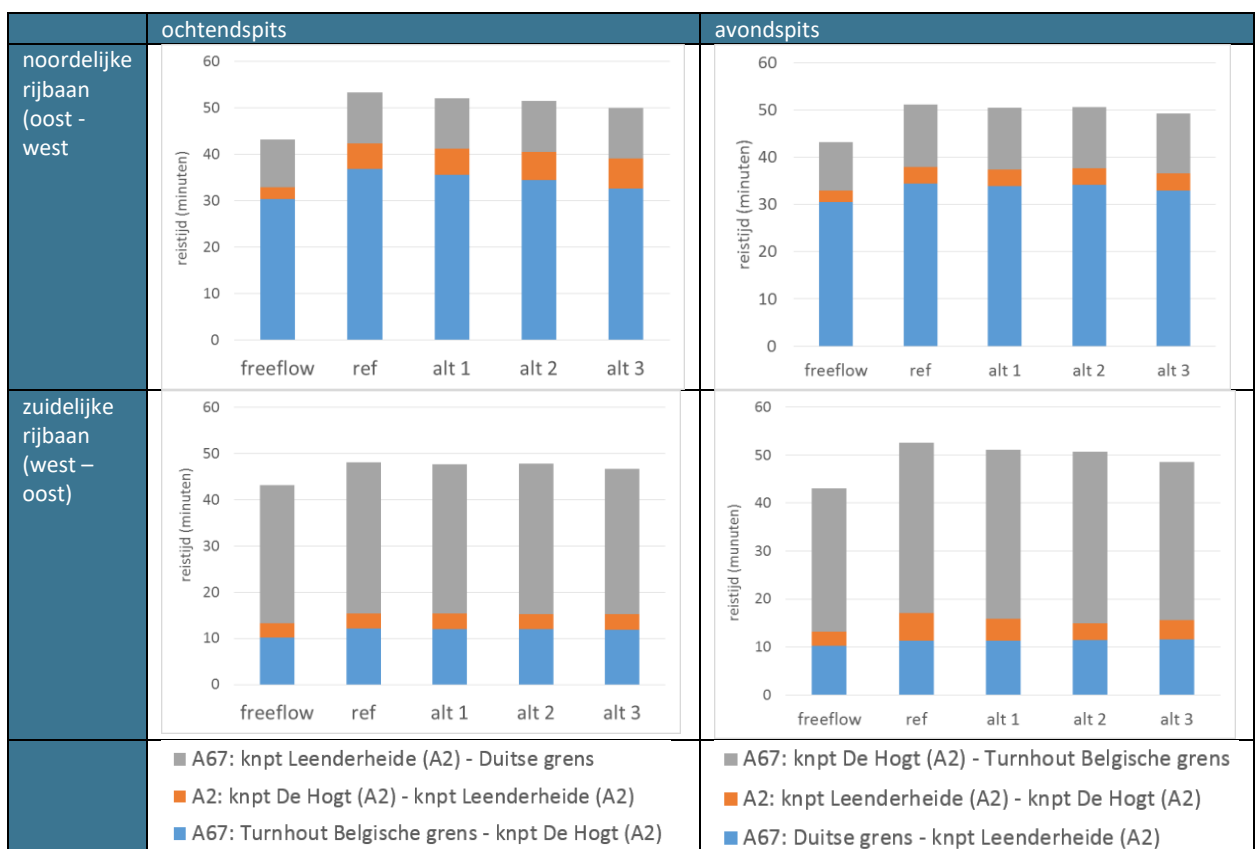 ochtendspits
avondspits
noordelijke
rijbaan
(oost -
west
60
50
40
30
20
10
0
reistijd (minuten)
freeflow ref alt 1 alt 2 alt 3
60
50
40
30
20
10
0
reistijd (minuten)
freeflow ref alt 1 alt 2 alt 3
zuidelijke
rijbaan
(west –
oost)
60
50
40
30
20
10
0
reistijd (minuten)
freeflow ref alt 1 alt 2 alt 3
60
50
40
30
20
10
0
reistijd (munuten)
freeflow ref alt 1 alt 2 alt 3
A67: knpt Leenderheide (A2) - Duitse grens
A2: knpt De Hogt (A2) - knpt Leenderheide (A2)
A67: Turnhout Belgische grens - knpt De Hogt (A2)
A67: knpt De Hogt (A2) - Turnhout Belgische grens
A2: knpt Leenderheide (A2) - knpt De Hogt (A2)
A67: Duitse grens - knpt Leenderheide (A2)